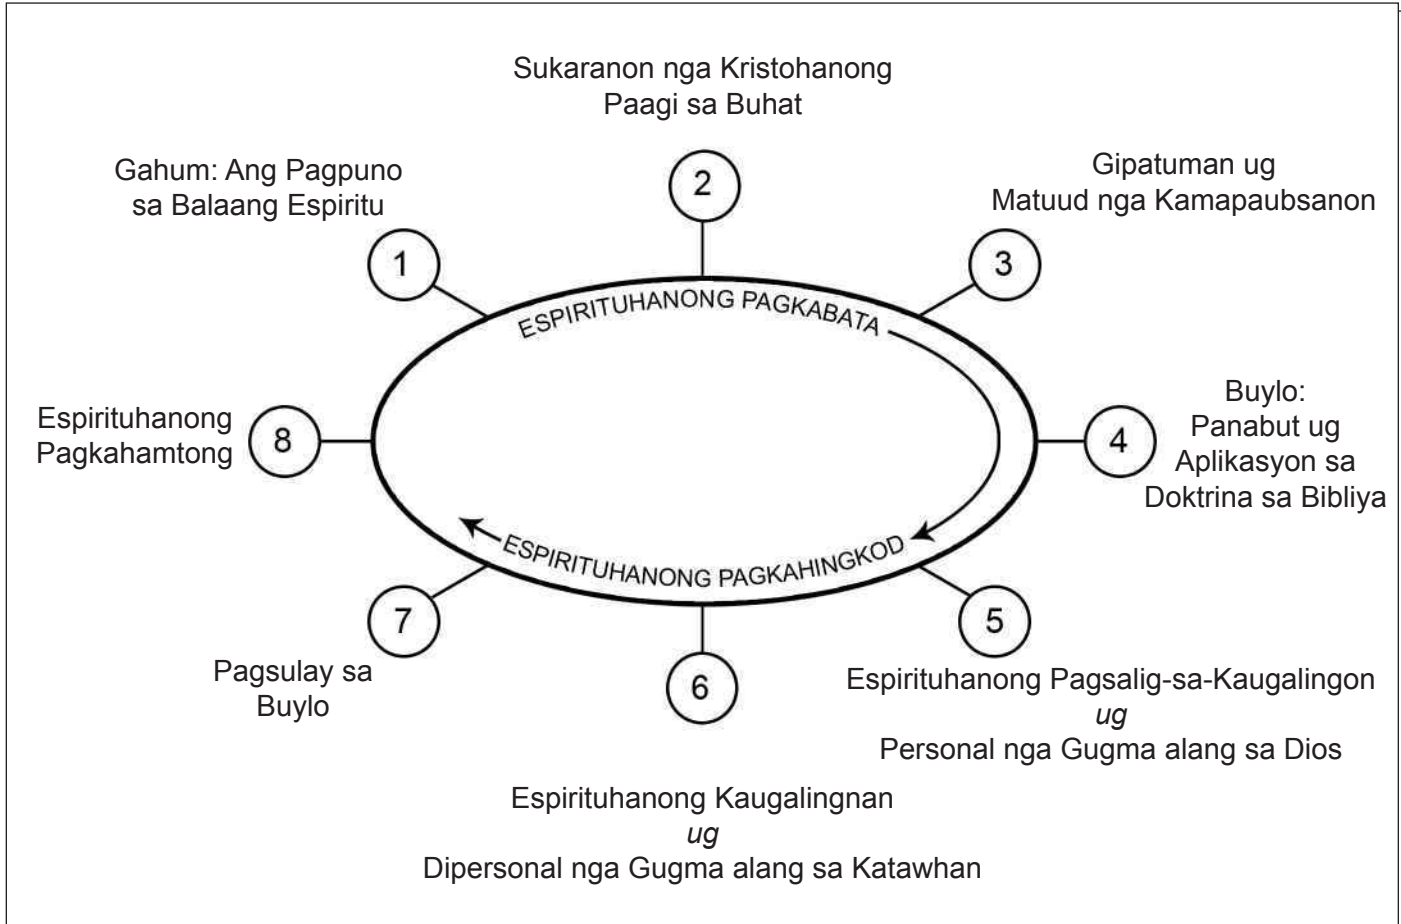 Sukaranon nga Kristohanong
Paagi sa Buhat
2
Gahum: Ang Pagpuno
sa Balaang Espiritu
1
Gipatuman ug
Matuud nga Kamapaubsanon
3
ESPIRITUHANONG PAGKABATA
Espirituhanong
Pagkahamtong
8
4
Buylo:
Panabut ug
Aplikasyon sa
Doktrina sa Bibliya
ESPIRITUHANONG PAGKAHINGKOD
7
Pagsulay sa
Buylo
5
Espirituhanong Pagsalig-sa-Kaugalingon
ug
Personal nga Gugma alang sa Dios
6
Espirituhanong Kaugalingnan
ug
Dipersonal nga Gugma alang sa Katawhan